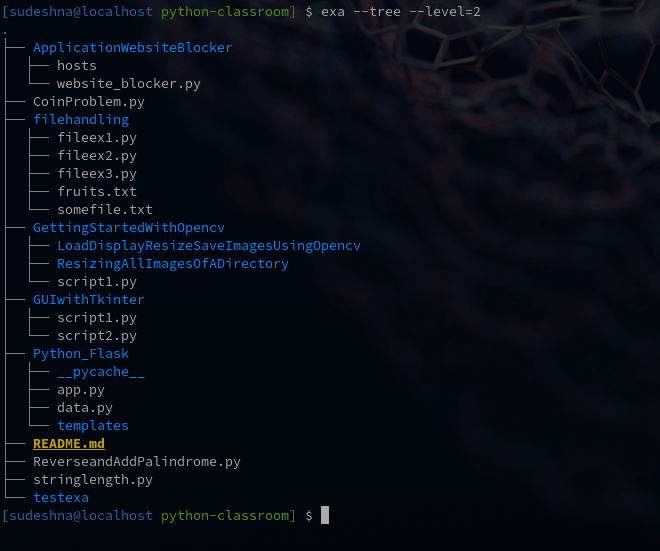 [sudeshna@localhost python-classroom] $ exa --tree --level=2
.
├── ApplicationWebsiteBlocker
│   ├── hosts
│   └── website_blocker.py
├── CoinProblem.py
├── filehandling
│   ├── fileex1.py
│   ├── fileex2.py
│   ├── fileex3.py
│   ├── fruits.txt
│   └── somefile.txt
├── GettingStartedWithOpencv
│   ├── LoadDisplayResizeSaveImagesUsingOpencv
│   ├── ResizingAllImagesOfADirectory
│   └── script1.py
├── GUIwithTkinter
│   ├── script1.py
│   └── script2.py
├── Python_Flask
│   ├── __pycache__
│   ├── app.py
│   ├── data.py
│   └── templates
├── README.md
├── ReverseandAddPalindrome.py
├── stringlength.py
└── testexa
[sudeshna@localhost python-classroom] $